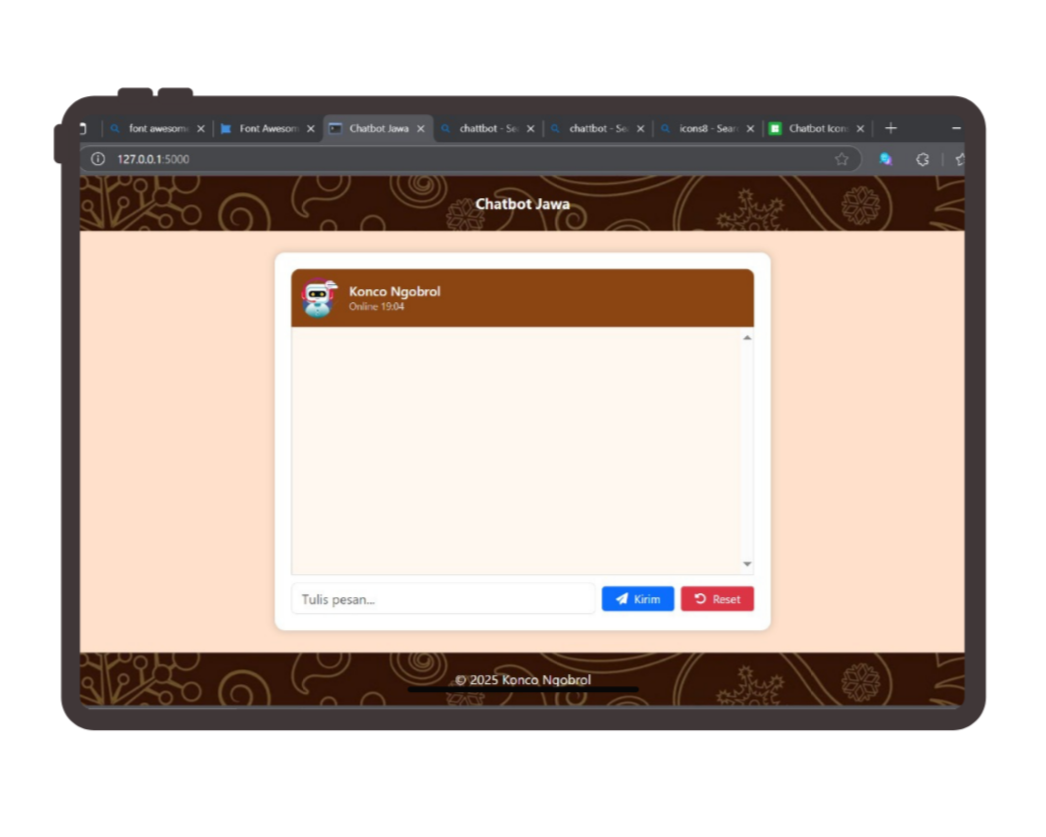 font awesom
Font Awesom
Chatbot Jawa
chattbot - Se
chattbot - Se
icons8 - Sear
Chatbot Icon
127.0.0.1:5000
Chatbot Jawa
Konco Ngobrol
Online 19:04
Tulis pesan...
Kirim
Reset
© 2025 Konco Ngobrol